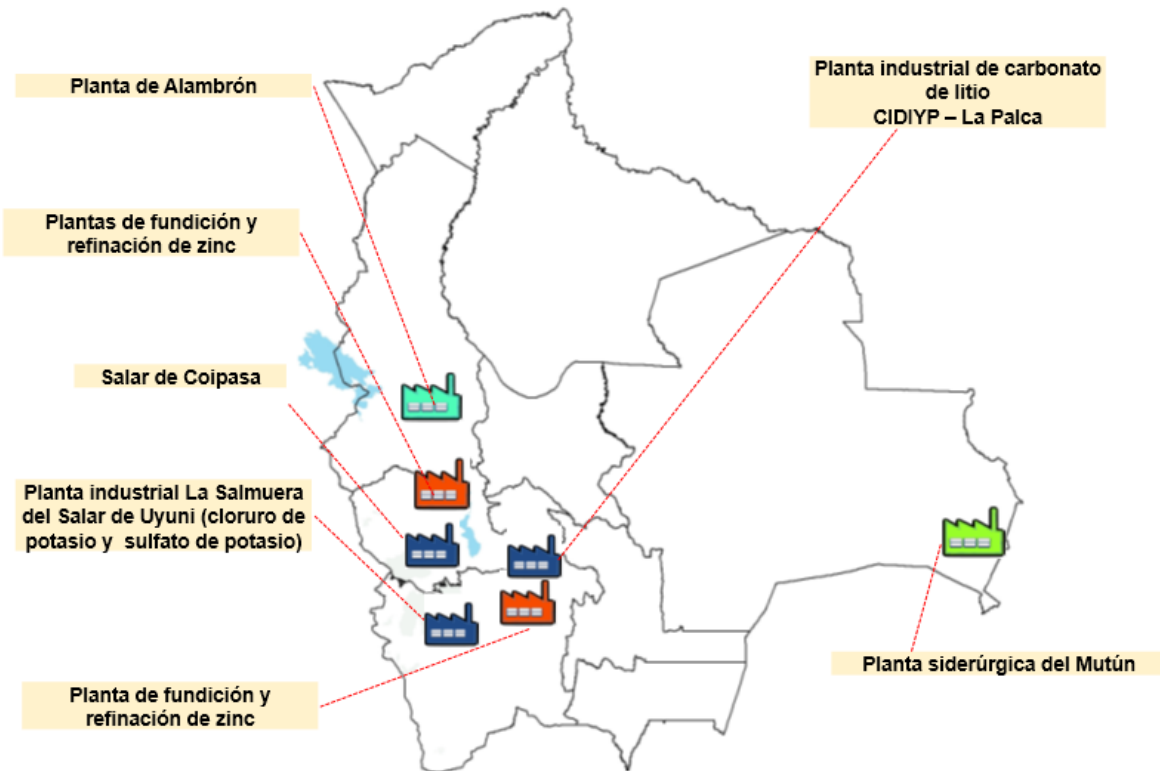 Planta de Alambrón
Planta industrial de carbonato
de litio
CIDIYP – La Palca
Plantas de fundición y
refinación de zinc
Salar de Coipasa
Planta industrial La Salmuera
del Salar de Uyuni (cloruro de
potasio y sulfato de potasio)
Planta siderúrgica del Mutún
Planta de fundición y
refinación de zinc